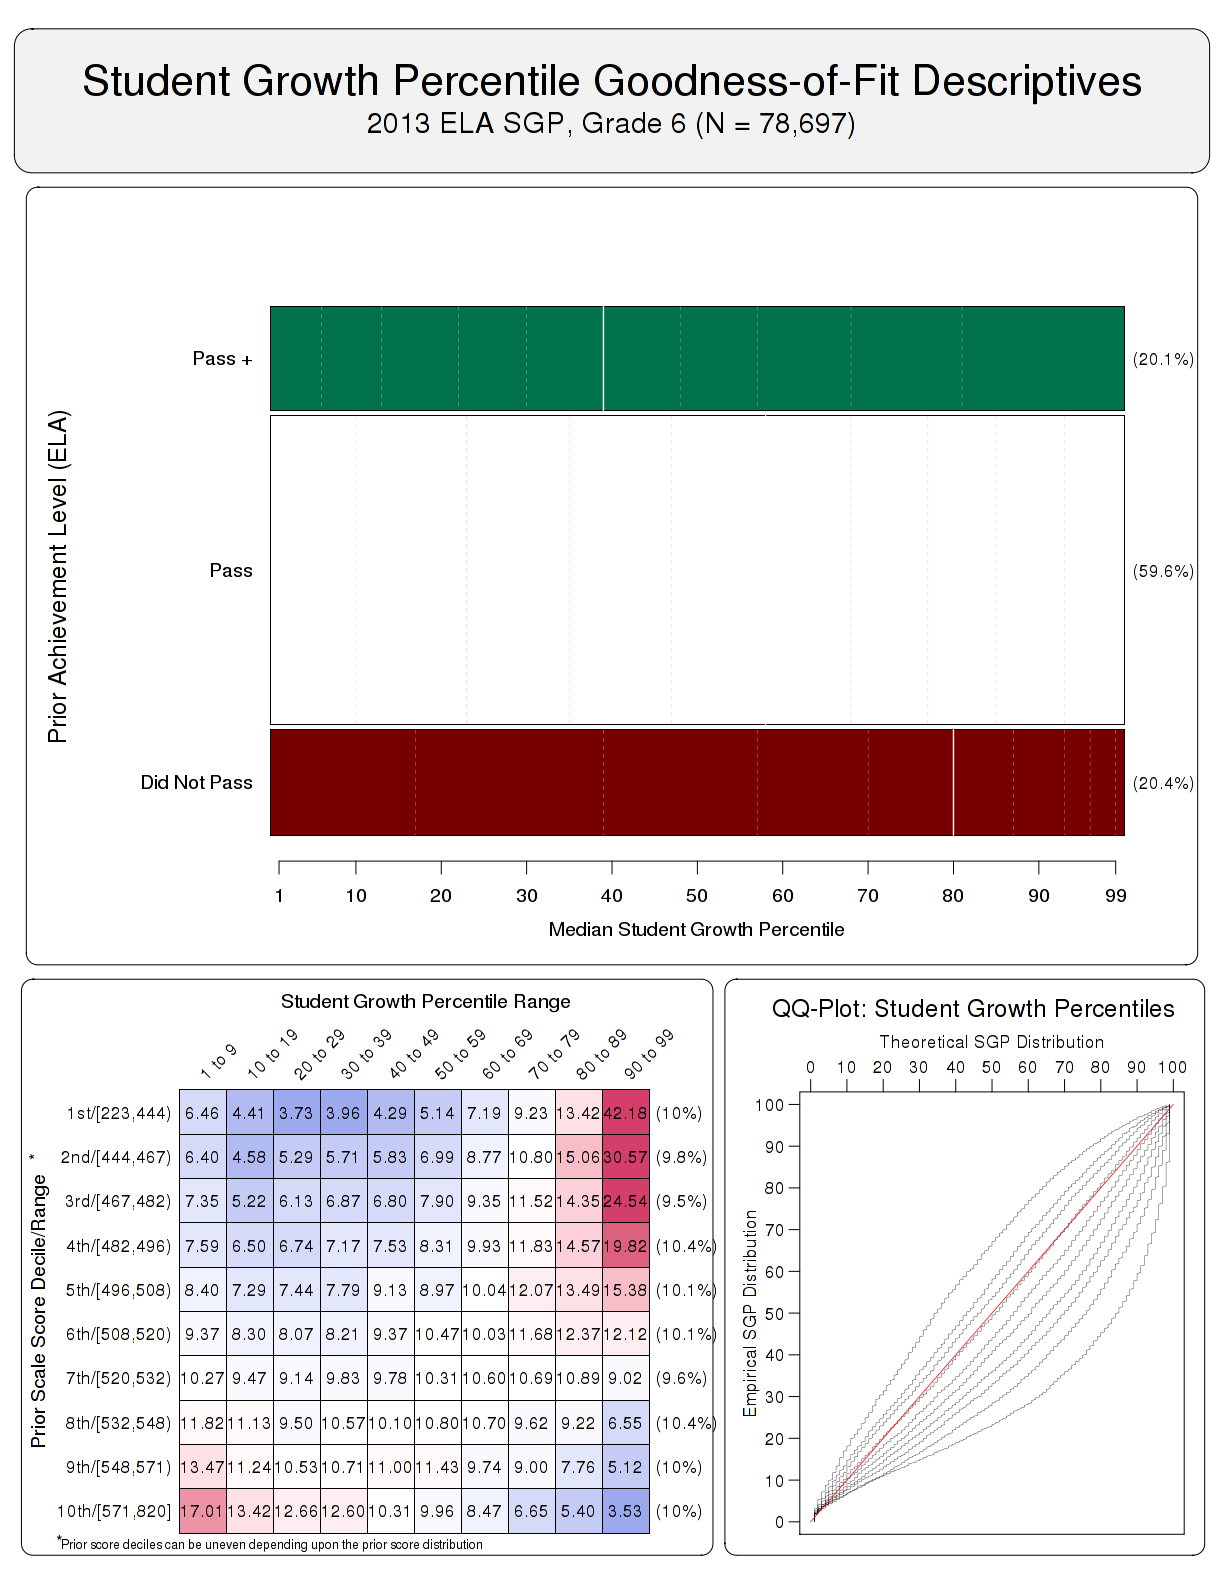 Student Growth Percentile Goodness-of-Fit Descriptives
2013 ELA SGP, Grade 6 (N = 78,697)
Prior Achievement Level (ELA)
Pass +
(20.1%)
Pass
(59.6%)
Did Not Pass
(20.4%)
1 10 20 30 40 50 60 70 80 90 99
Median Student Growth Percentile
Student Growth Percentile Range
1 to 9 10 to 19 20 to 29 30 to 39 40 to 49 50 to 59 60 to 69 70 to 79 80 to 89 90 to 99
Prior Scale Score Decile/Range *
1st/[223,444) 6.46 4.41 3.73 3.96 4.29 5.14 7.19 9.23 13.42 42.18 (10%)
2nd/[444,467) 6.40 4.58 5.29 5.71 5.83 6.99 8.77 10.80 15.06 30.57 (9.8%)
3rd/[467,482) 7.35 5.22 6.13 6.87 6.80 7.90 9.35 11.52 14.35 24.54 (9.5%)
4th/[482,496) 7.59 6.50 6.74 7.17 7.53 8.31 9.93 11.83 14.57 19.82 (10.4%)
5th/[496,508) 8.40 7.29 7.44 7.79 9.13 8.97 10.04 12.07 13.49 15.38 (10.1%)
6th/[508,520) 9.37 8.30 8.07 8.21 9.37 10.47 10.03 11.68 12.37 12.12 (10.1%)
7th/[520,532) 10.27 9.47 9.14 9.83 9.78 10.31 10.60 10.69 10.89 9.02 (9.6%)
8th/[532,548) 11.82 11.13 9.50 10.57 10.10 10.80 10.70 9.62 9.22 6.55 (10.4%)
9th/[548,571) 13.47 11.24 10.53 10.71 11.00 11.43 9.74 9.00 7.76 5.12 (10%)
10th/[571,820] 17.01 13.42 12.66 12.60 10.31 9.96 8.47 6.65 5.40 3.53 (10%)
*Prior score deciles can be uneven depending upon the prior score distribution
QQ-Plot: Student Growth Percentiles
Theoretical SGP Distribution
0 10 20 30 40 50 60 70 80 90 100
Empirical SGP Distribution
100
90
80
70
60
50
40
30
20
10
0